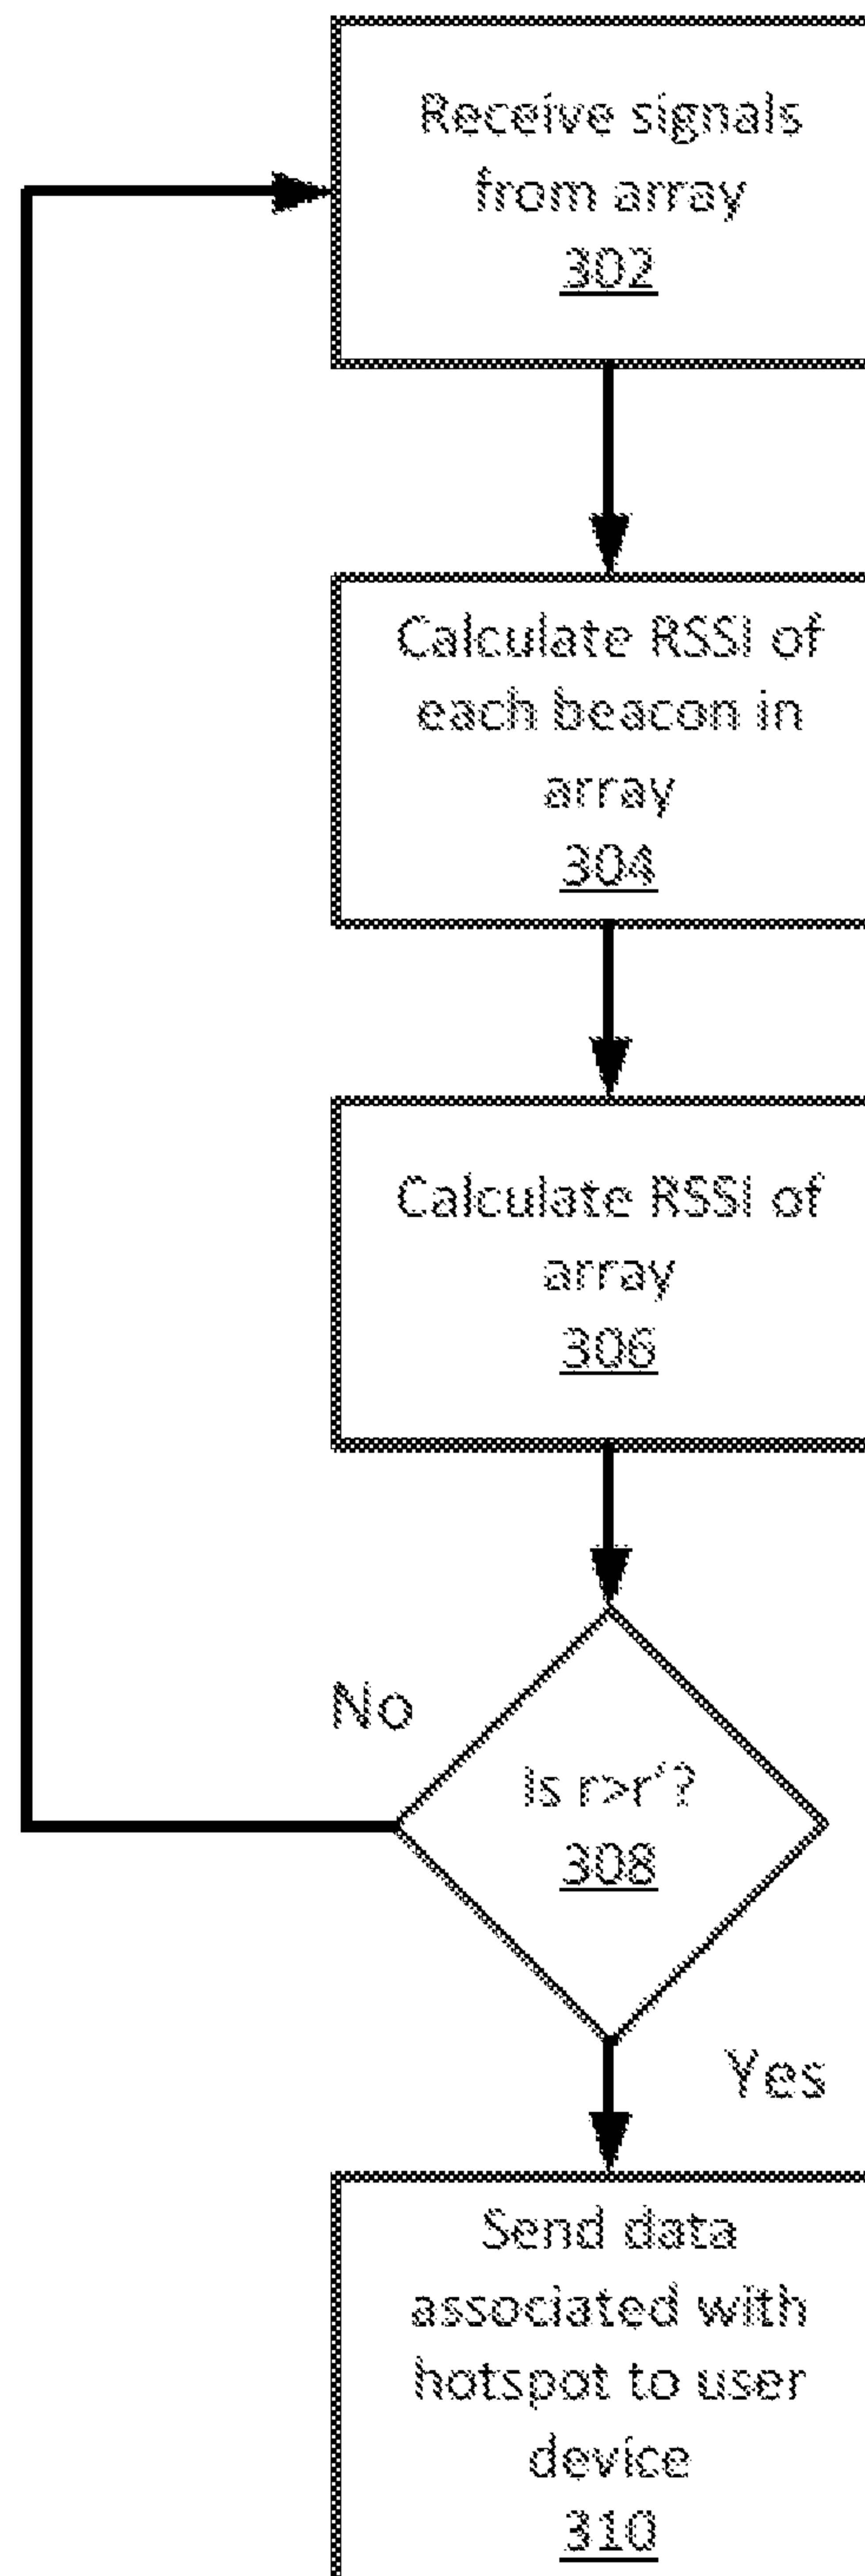 Receive signals
from array
302
Calculate RSSI of
each beacon in
array
304
Calculate RSSI of
array
306
No
Is r>r'?
308
Yes
Send data
associated with
hotspot to user
device
310